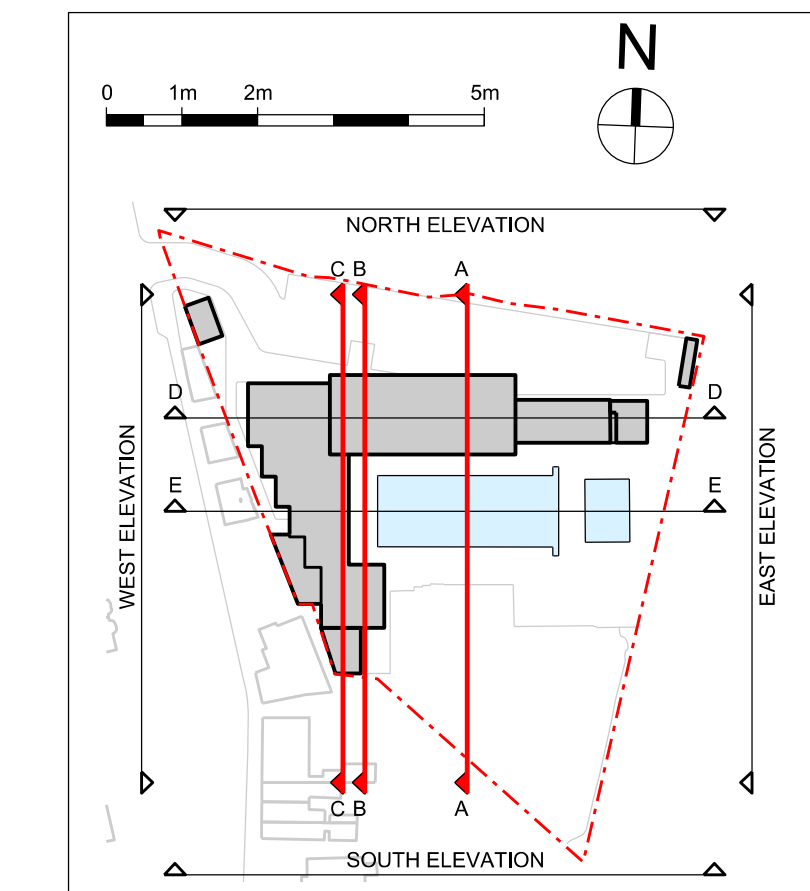 N
0 1m 2m 5m
NORTH ELEVATION
C B A
D D
E E
WEST ELEVATION
EAST ELEVATION
C B A
SOUTH ELEVATION